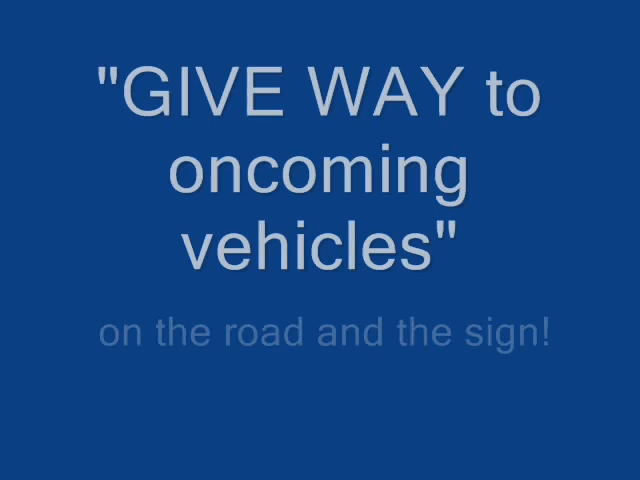 "GIVE WAY to
oncoming
vehicles"
on the road and the sign!